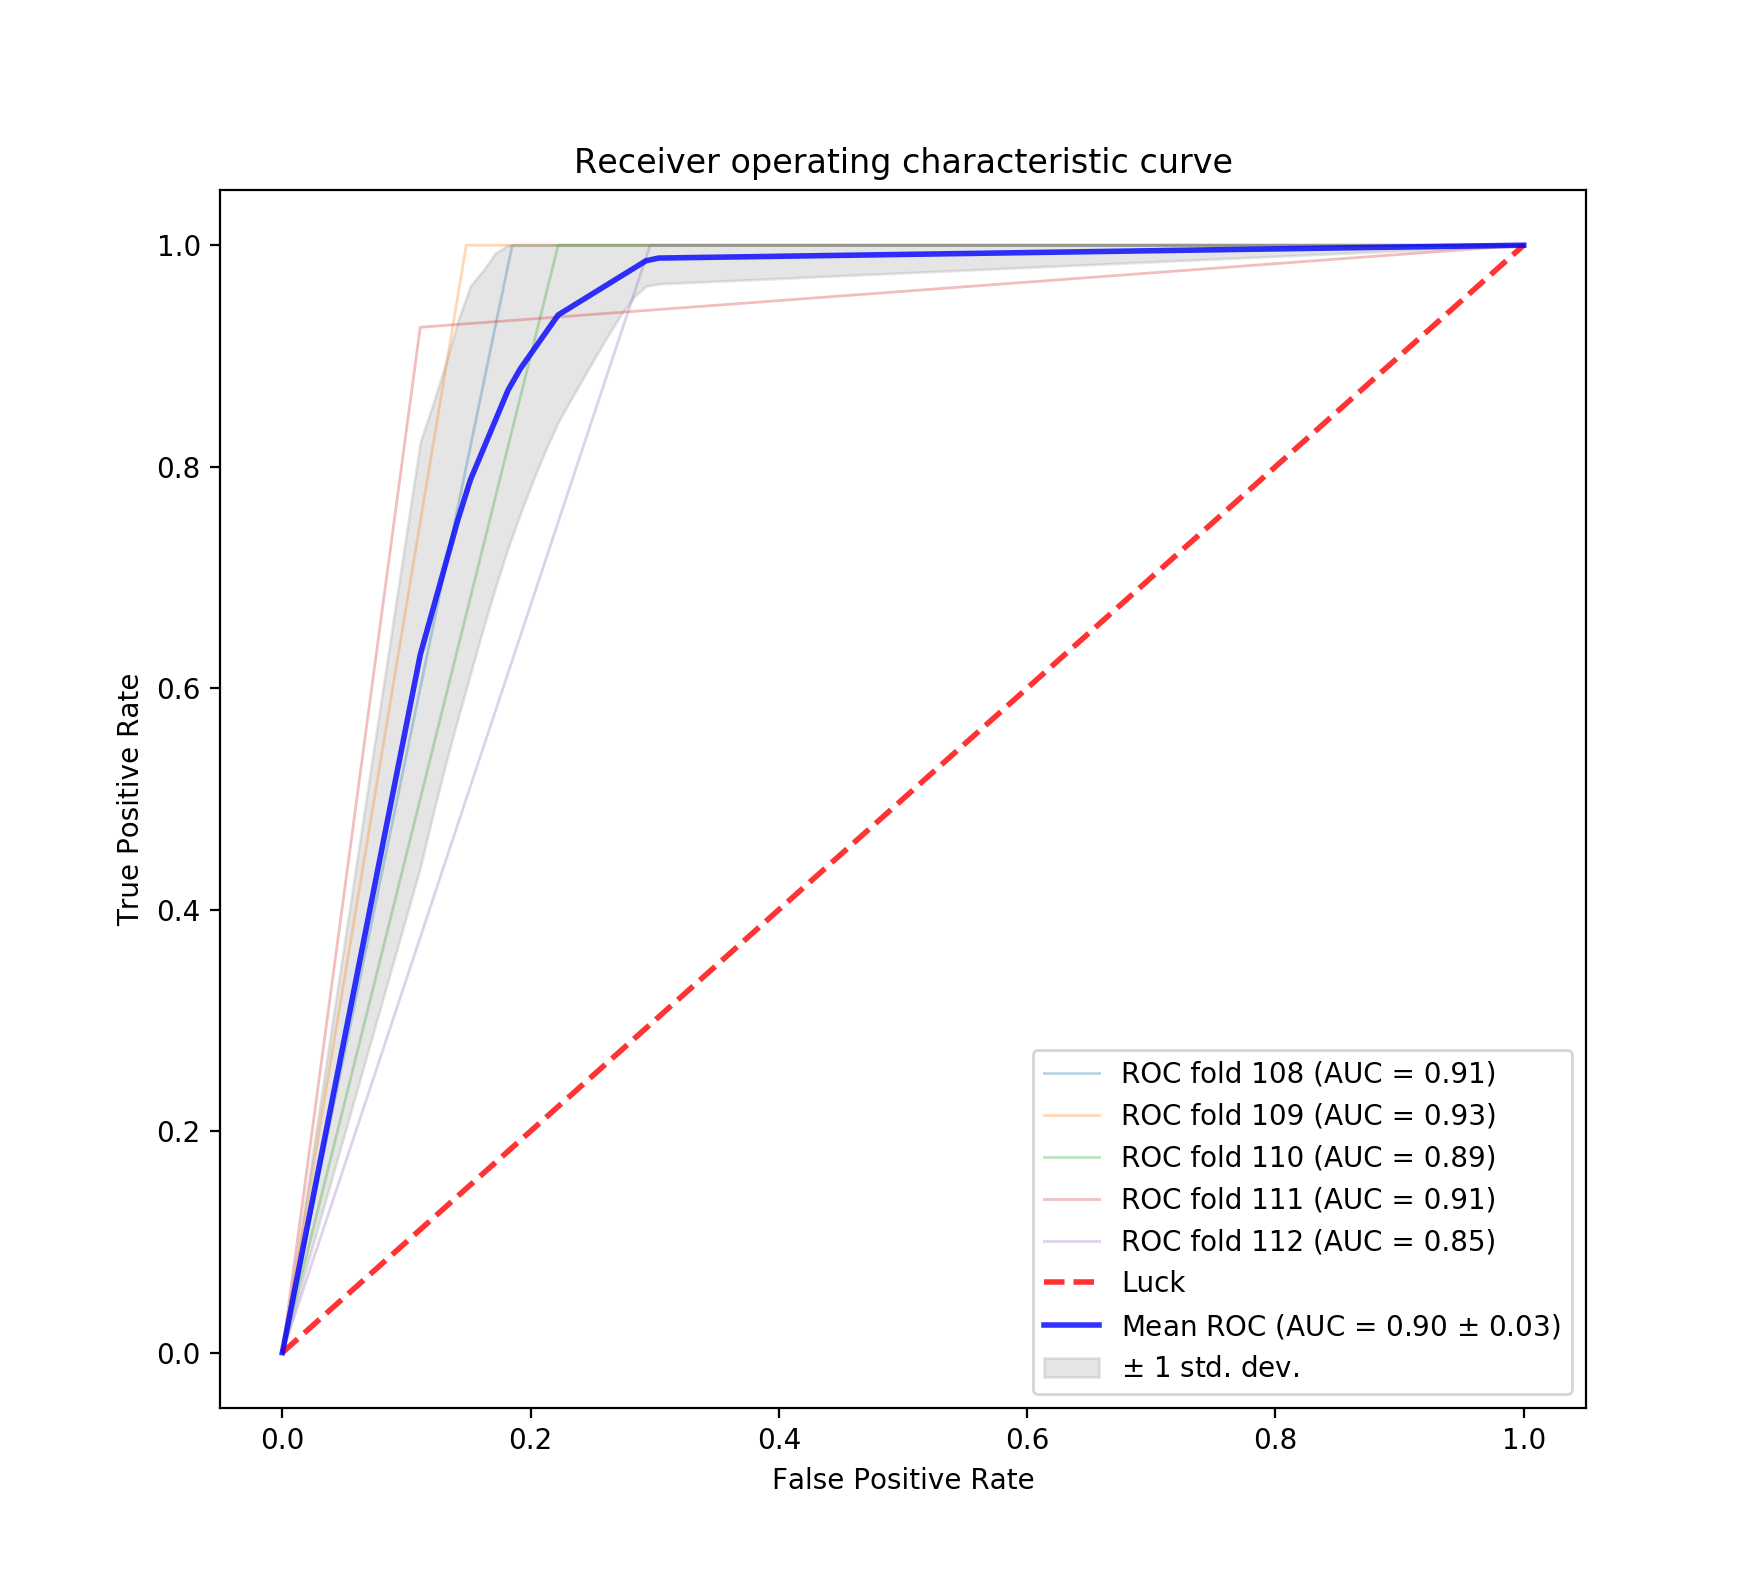 Receiver operating characteristic curve
1.0
0.8
0.6
0.4
0.2
0.0
True Positive Rate
0.0 0.2 0.4 0.6 0.8 1.0
False Positive Rate
ROC fold 108 (AUC = 0.91)
ROC fold 109 (AUC = 0.93)
ROC fold 110 (AUC = 0.89)
ROC fold 111 (AUC = 0.91)
ROC fold 112 (AUC = 0.85)
Luck
Mean ROC (AUC = 0.90 ± 0.03)
± 1 std. dev.